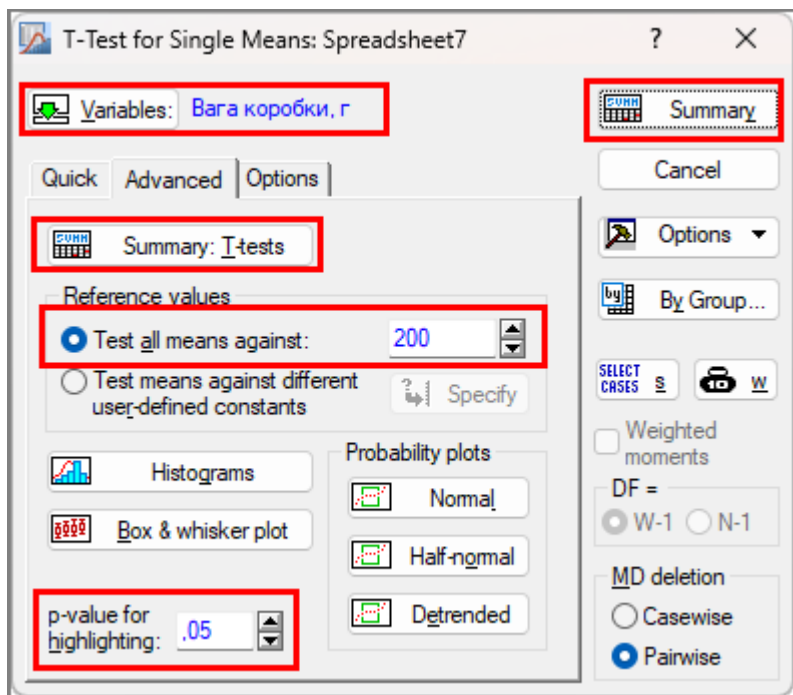 T-Test for Single Means: Spreadsheet7
?
Variables: Вага коробки, г
Summary
Quick Advanced Options
Cancel
SUMM Summary: T-tests
Options
Reference values
By Group...
Test all means against: 200
Test means against different
user-defined constants
Specify
SELECT
CASES S
W
Weighted
moments
Histograms
Probability plots
Normal
DF =
W-1 N-1
Box & whisker plot
Half-normal
MD deletion
p-value for
highlighting: ,05
Detrended
Casewise
Pairwise